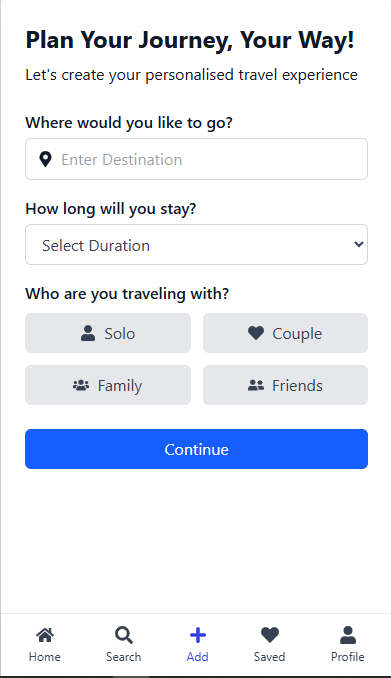 Plan Your Journey, Your Way!
Let's create your personalised travel experience
Where would you like to go?
Enter Destination
How long will you stay?
Select Duration
Who are you traveling with?
Solo
Couple
Family
Friends
Continue
Home
Search
Add
Saved
Profile